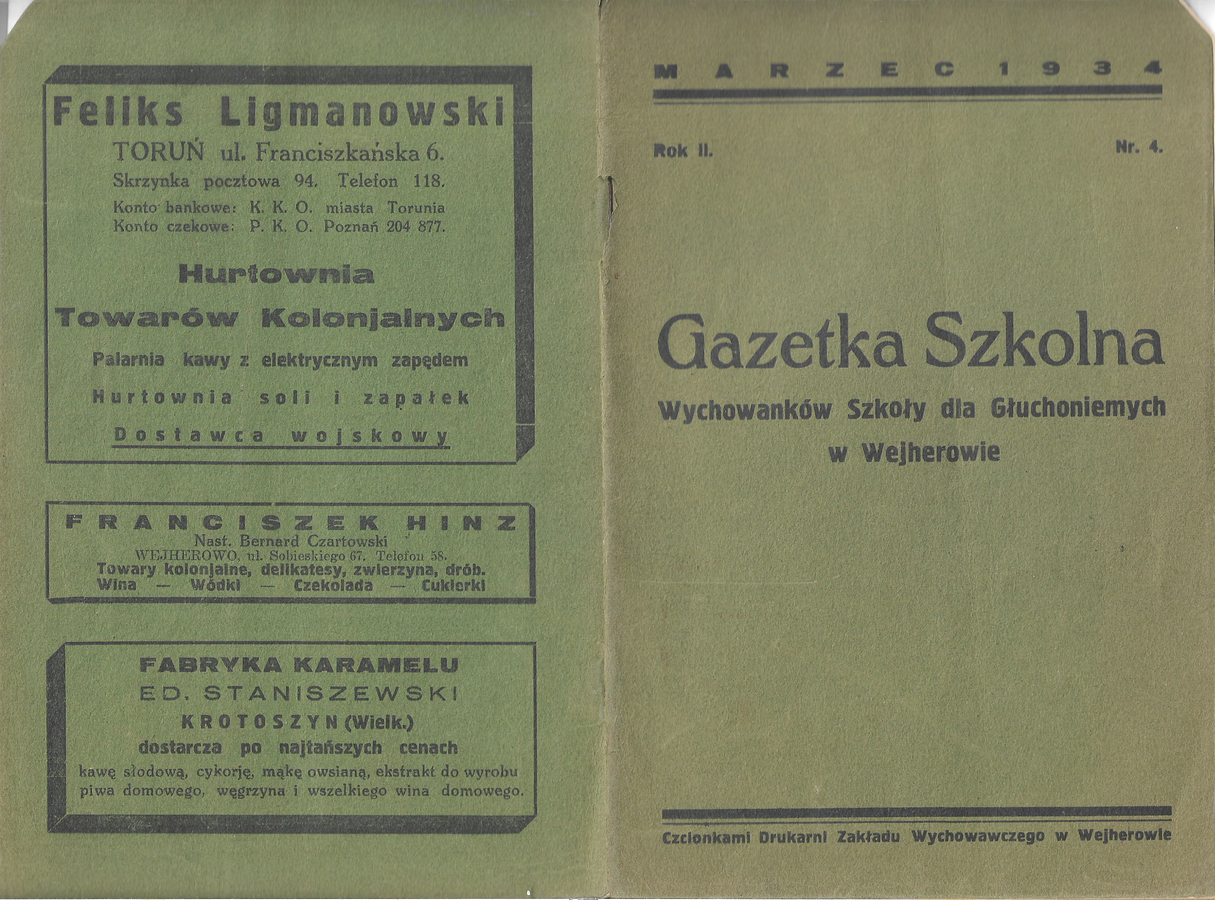 Feliks Ligmanowski
TORUŃ ul. Franciszkańska 6.
Skrzynka pocztowa 94. Telefon 118.
Konto bankowe: K. K. O. miasta Torunia
Konto czekowe: P. K. O. Poznań 204 877.
Hurtownia
Towarów Kolonjalnych
Palarnia kawy z elektrycznym zapędem
Hurtownia soli i zapałek
Dostawca wojskowy
FRANCISZEK HINZ
Nast. Bernard Czartowski
WEJHEROWO, ul. Sobieskiego 67. Telefon 58.
Towary kolonjalne, delikatesy, zwierzyna, drób.
Wina — Wódki — Czekolada — Cukierki
FABRYKA KARAMELU
ED. STANISZEWSKI
KROTOSZYN (Wielk.)
dostarcza po najtańszych cenach
kawę słodową, cykorję, mąkę owsianą, ekstrakt do wyrobu
piwa domowego, węgrzyna i wszelkiego wina domowego.
MARZEC 1934
Rok II. Nr. 4.
Gazetka Szkolna
Wychowanków Szkoły dla Głuchoniemych
w Wejherowie
Czcionkami Drukarni Zakładu Wychowawczego w Wejherowie